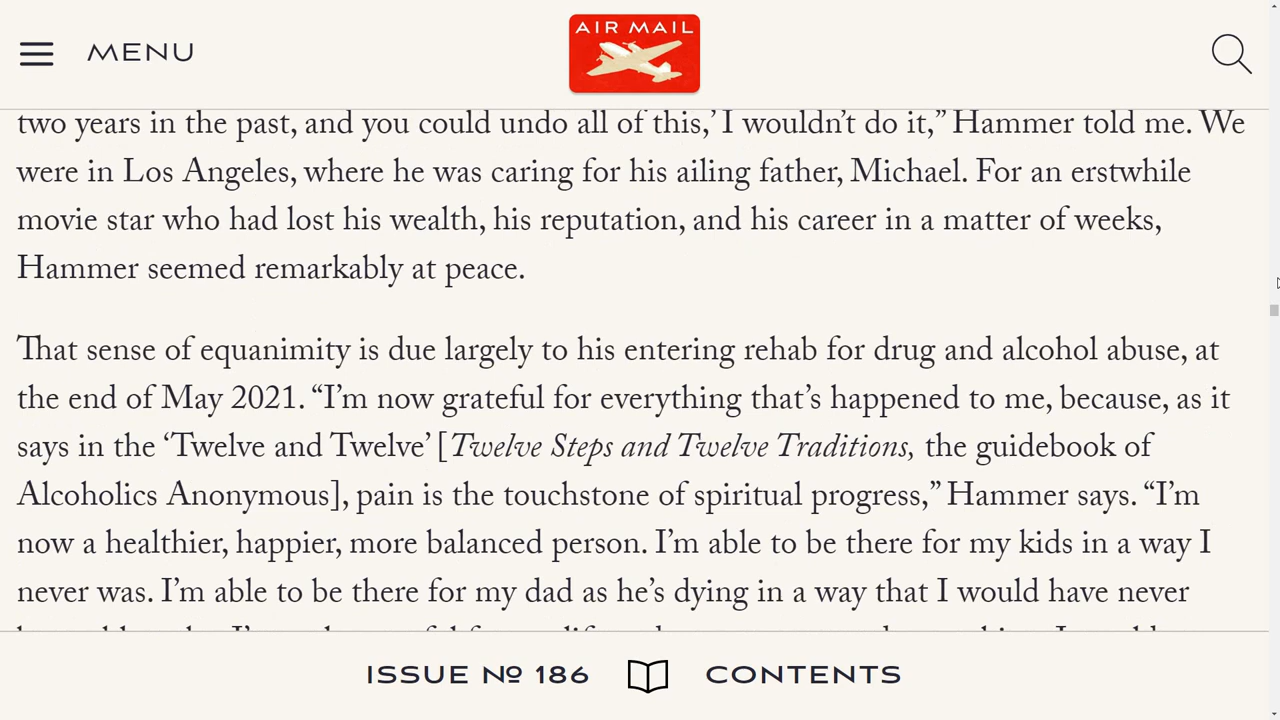 MENU
AIR MAIL
two years in the past, and you could undo all of this,’ I wouldn’t do it,” Hammer told me. We
were in Los Angeles, where he was caring for his ailing father, Michael. For an erstwhile
movie star who had lost his wealth, his reputation, and his career in a matter of weeks,
Hammer seemed remarkably at peace.
That sense of equanimity is due largely to his entering rehab for drug and alcohol abuse, at
the end of May 2021. “I’m now grateful for everything that’s happened to me, because, as it
says in the ‘Twelve and Twelve’ [Twelve Steps and Twelve Traditions, the guidebook of
Alcoholics Anonymous], pain is the touchstone of spiritual progress,” Hammer says. “I’m
now a healthier, happier, more balanced person. I’m able to be there for my kids in a way I
never was. I’m able to be there for my dad as he’s dying in a way that I would have never
ISSUE № 186
CONTENTS